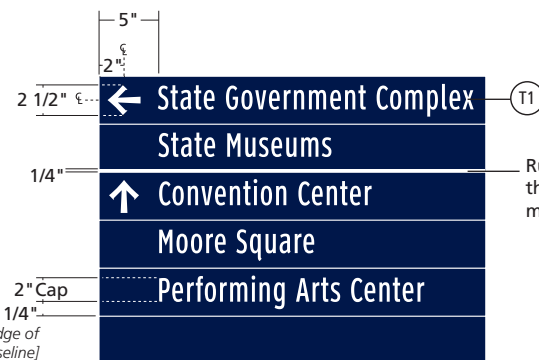 5"
℄
2"
2 1/2" ℄
← State Government Complex
T1
State Museums
1/4"
↑ Convention Center
Moore Square
2" Cap
Performing Arts Center
1/4"
of